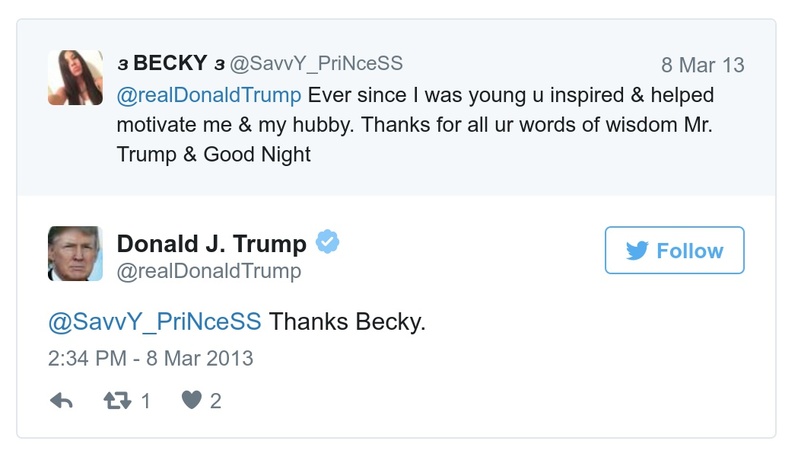 ɜ BECKY ɜ @SavvY_PriNceSS 8 Mar 13
@realDonaldTrump Ever since I was young u inspired & helped
motivate me & my hubby. Thanks for all ur words of wisdom Mr.
Trump & Good Night
Donald J. Trump
@realDonaldTrump
Follow
@SavvY_PriNceSS Thanks Becky.
2:34 PM - 8 Mar 2013
1 2